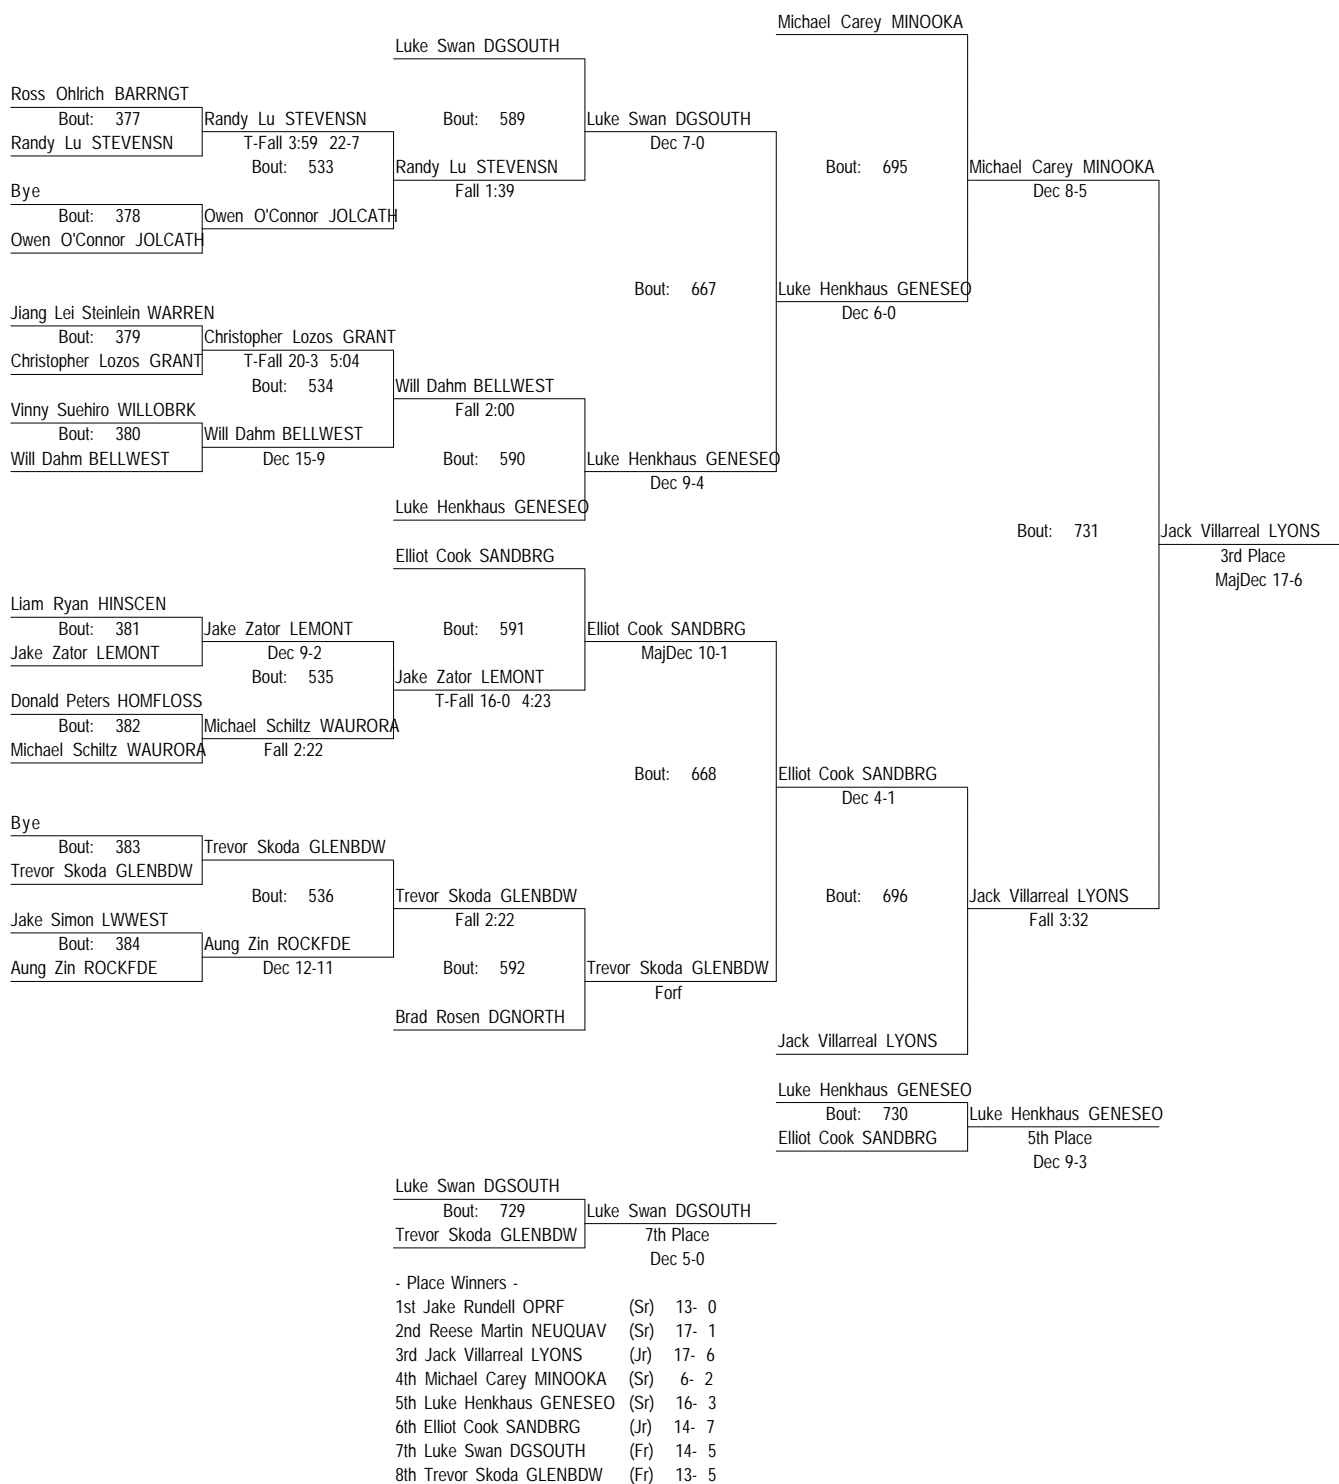 Michael Carey MINOOKA
Luke Swan DGSOUTH
Ross Ohlrich BARRNGT
Bout: 377 Randy Lu STEVENSN Bout: 589 Luke Swan DGSOUTH
Randy Lu STEVENSN T-Fall 3:59 22-7 Dec 7-0
Bout: 533 Randy Lu STEVENSN Bout: 695 Michael Carey MINOOKA
Bye Fall 1:39 Dec 8-5
Bout: 378 Owen O'Connor JOLCATH
Owen O'Connor JOLCATH
Bout: 667 Luke Henkhaus GENESEO
Jiang Lei Steinlein WARREN Dec 6-0
Bout: 379 Christopher Lozos GRANT
Christopher Lozos GRANT T-Fall 20-3 5:04
Bout: 534 Will Dahm BELLWEST
Vinny Suehiro WILLOBRK Fall 2:00
Bout: 380 Will Dahm BELLWEST
Will Dahm BELLWEST Dec 15-9 Bout: 590 Luke Henkhaus GENESEO
Dec 9-4
Luke Henkhaus GENESEO
Bout: 731 Jack Villarreal LYONS
Elliot Cook SANDBRG 3rd Place
MajDec 17-6
Liam Ryan HINSCEN
Bout: 381 Jake Zator LEMONT Bout: 591 Elliot Cook SANDBRG
Jake Zator LEMONT Dec 9-2 MajDec 10-1
Bout: 535 Jake Zator LEMONT
Donald Peters HOMFLOSS T-Fall 16-0 4:23
Bout: 382 Michael Schiltz WAURORA
Michael Schiltz WAURORA Fall 2:22
Bout: 668 Elliot Cook SANDBRG
Dec 4-1
Bye
Bout: 383 Trevor Skoda GLENBDW
Trevor Skoda GLENBDW
Bout: 536 Trevor Skoda GLENBDW Bout: 696 Jack Villarreal LYONS
Jake Simon LWWEST Fall 2:22 Fall 3:32
Bout: 384 Aung Zin ROCKFDE
Aung Zin ROCKFDE Dec 12-11 Bout: 592 Trevor Skoda GLENBDW
Forf
Brad Rosen DGNORTH
Jack Villarreal LYONS
Luke Henkhaus GENESEO
Bout: 730 Luke Henkhaus GENESEO
Elliot Cook SANDBRG 5th Place
Dec 9-3
Luke Swan DGSOUTH
Bout: 729 Luke Swan DGSOUTH
Trevor Skoda GLENBDW 7th Place
Dec 5-0
- Place Winners -
1st Jake Rundell OPRF (Sr) 13- 0
2nd Reese Martin NEUQUAV (Sr) 17- 1
3rd Jack Villarreal LYONS (Jr) 17- 6
4th Michael Carey MINOOKA (Sr) 6- 2
5th Luke Henkhaus GENESEO (Sr) 16- 3
6th Elliot Cook SANDBRG (Jr) 14- 7
7th Luke Swan DGSOUTH (Fr) 14- 5
8th Trevor Skoda GLENBDW (Fr) 13- 5